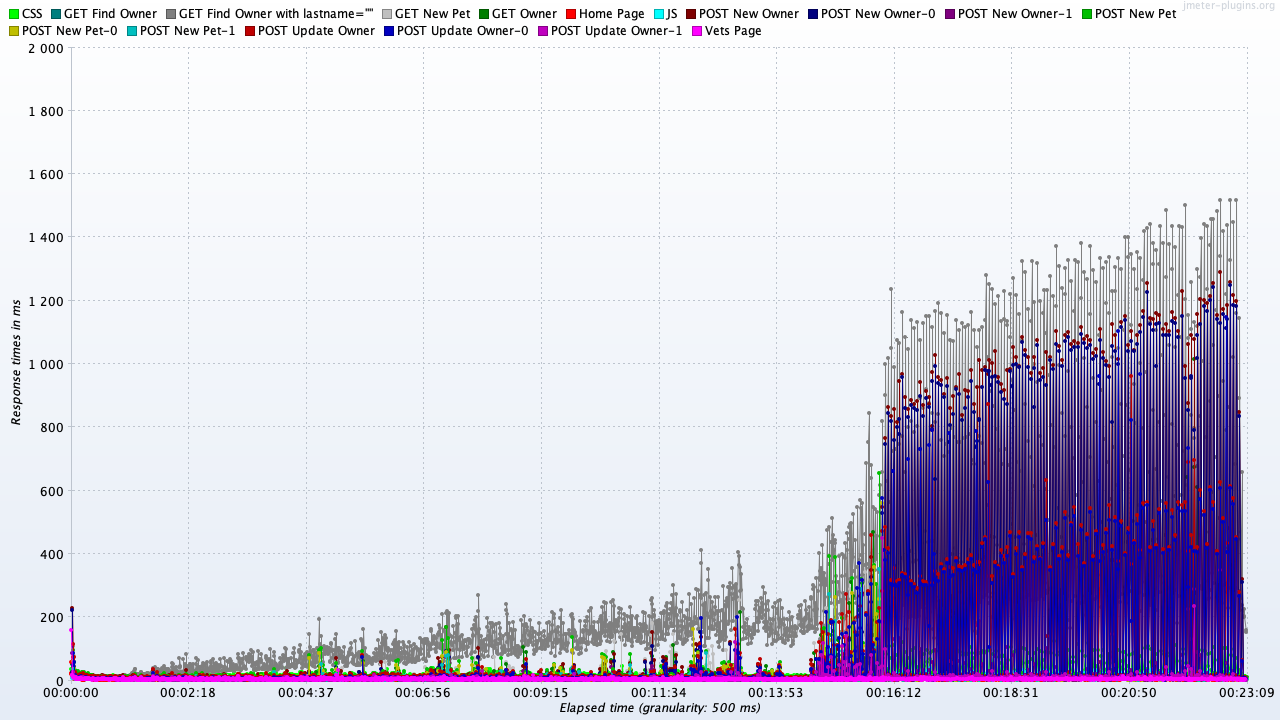 jmeter-plugins.org
CSS GET Find Owner GET Find Owner with lastname="" GET New Pet GET Owner Home Page JS POST New Owner POST New Owner-0 POST New Owner-1 POST New Pet
POST New Pet-0 POST New Pet-1 POST Update Owner POST Update Owner-0 POST Update Owner-1 Vets Page
2 000
1 800
1 600
1 400
1 200
1 000
800
600
400
200
0
Response times in ms
00:00:00 00:02:18 00:04:37 00:06:56 00:09:15 00:11:34 00:13:53 00:16:12 00:18:31 00:20:50 00:23:09
Elapsed time (granularity: 500 ms)